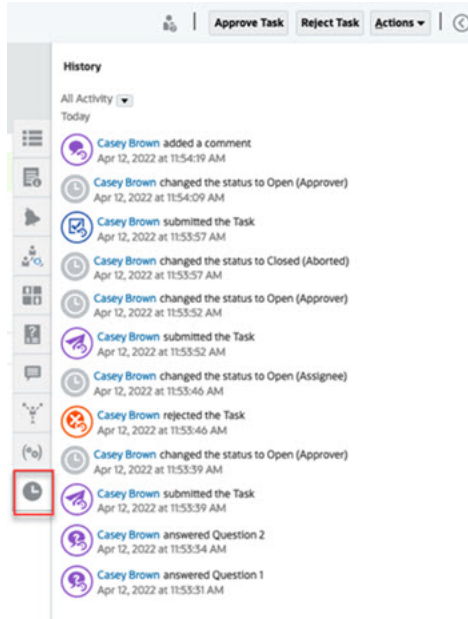 Approve Task Reject Task Actions
History
All Activity
Today
Casey Brown added a comment
Apr 12, 2022 at 11:54:19 AM
Casey Brown changed the status to Open (Approver)
Apr 12, 2022 at 11:54:09 AM
Casey Brown submitted the Task
Apr 12, 2022 at 11:53:57 AM
Casey Brown changed the status to Closed (Aborted)
Apr 12, 2022 at 11:53:57 AM
Casey Brown changed the status to Open (Approver)
Apr 12, 2022 at 11:53:52 AM
Casey Brown submitted the Task
Apr 12, 2022 at 11:53:52 AM
Casey Brown changed the status to Open (Assignee)
Apr 12, 2022 at 11:53:46 AM
Casey Brown rejected the Task
Apr 12, 2022 at 11:53:46 AM
Casey Brown changed the status to Open (Approver)
Apr 12, 2022 at 11:53:39 AM
Casey Brown submitted the Task
Apr 12, 2022 at 11:53:39 AM
Casey Brown answered Question 2
Apr 12, 2022 at 11:53:34 AM
Casey Brown answered Question 1
Apr 12, 2022 at 11:53:31 AM